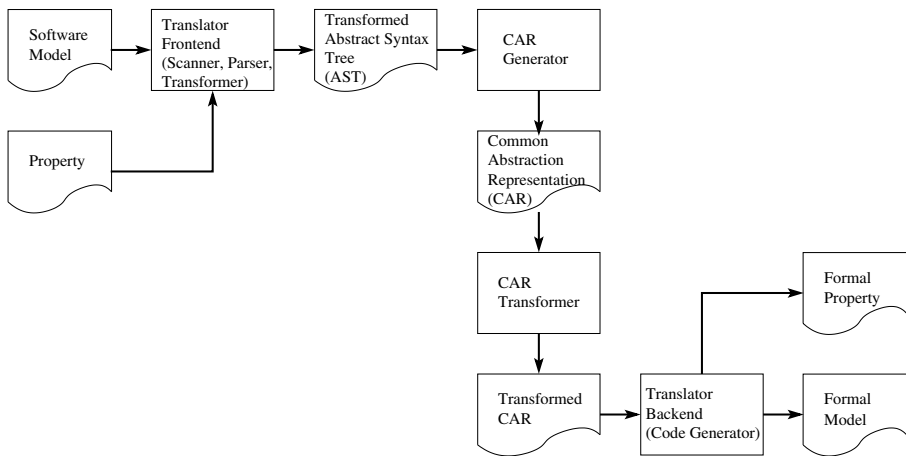 Software
Model
Translator
Frontend
(Scanner, Parser,
Transformer)
Transformed
Abstract Syntax
Tree
(AST)
CAR
Generator
Property
Common
Abstraction
Representation
(CAR)
CAR
Transformer
Formal
Property
Transformed
CAR
Translator
Backend
(Code Generator)
Formal
Model